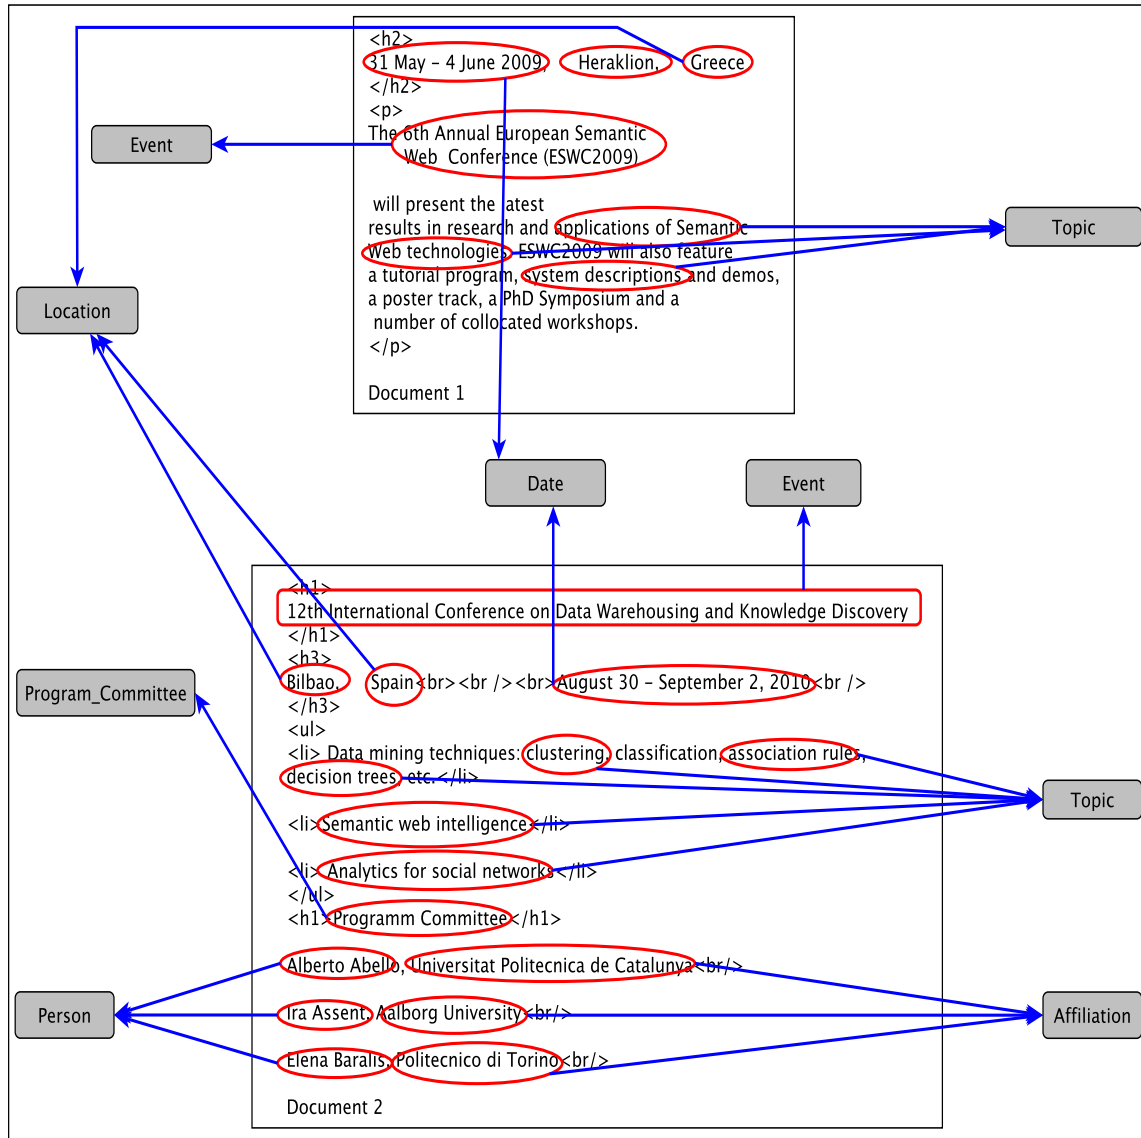 <h2>
31 May – 4 June 2009, Heraklion, Greece
</h2>
<p>
The 6th Annual European Semantic
Web Conference (ESWC2009)
Event
will present the latest
results in research and applications of Semantic
Topic
Web technologies. ESWC2009 will also feature
a tutorial program, system descriptions and demos,
a poster track, a PhD Symposium and a
Location
number of collocated workshops.
</p>
Document 1
Date
Event
<h1>
12th International Conference on Data Warehousing and Knowledge Discovery
</h1>
<h3>
Bilbao, Spain<br><br /><br>August 30 – September 2, 2010<br />
Program_Committee
</h3>
<ul>
<li> Data mining techniques: clustering, classification, association rules,
decision trees, etc.</li>
Topic
<li>Semantic web intelligence</li>
<li> Analytics for social networks</li>
</ul>
<h1>Programm Committee</h1>
Alberto Abello, Universitat Politecnica de Catalunya<br/>
Person
Ira Assent, Aalborg University<br/>
Affiliation
Elena Baralis, Politecnico di Torino<br/>
Document 2